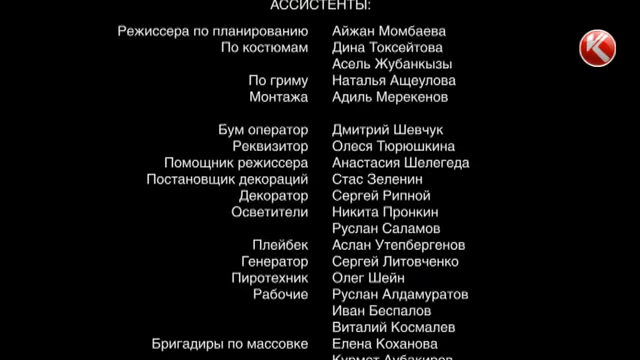 АССИСТЕНТЫ:
Режиссера по планированию Айжан Момбаева
По костюмам Дина Токсейтова
Асель Жубанкызы
По гриму Наталья Ащеулова
Монтажа Адиль Мерекенов
Бум оператор Дмитрий Шевчук
Реквизитор Олеся Тюрюшкина
Помощник режиссера Анастасия Шелегеда
Постановщик декораций Стас Зеленин
Декоратор Сергей Рипной
Осветители Никита Пронкин
Руслан Саламов
Плейбек Аслан Утепбергенов
Генератор Сергей Литовченко
Пиротехник Олег Шейн
Рабочие Руслан Алдамуратов
Иван Беспалов
Виталий Космалев
Бригадиры по массовке Елена Коханова
Курмет Аубакиров